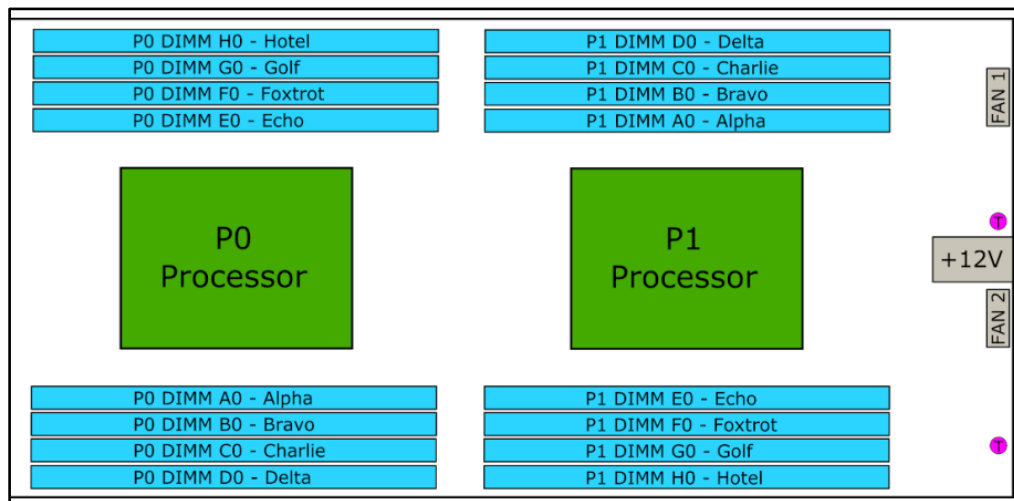 P0 DIMM H0 - Hotel
P0 DIMM G0 - Golf
P0 DIMM F0 - Foxtrot
P0 DIMM E0 - Echo
P1 DIMM D0 - Delta
P1 DIMM C0 - Charlie
P1 DIMM B0 - Bravo
P1 DIMM A0 - Alpha
FAN 1
P0
Processor
P1
Processor
T
+12V
FAN 2
P0 DIMM A0 - Alpha
P0 DIMM B0 - Bravo
P0 DIMM C0 - Charlie
P0 DIMM D0 - Delta
P1 DIMM E0 - Echo
P1 DIMM F0 - Foxtrot
P1 DIMM G0 - Golf
P1 DIMM H0 - Hotel
T